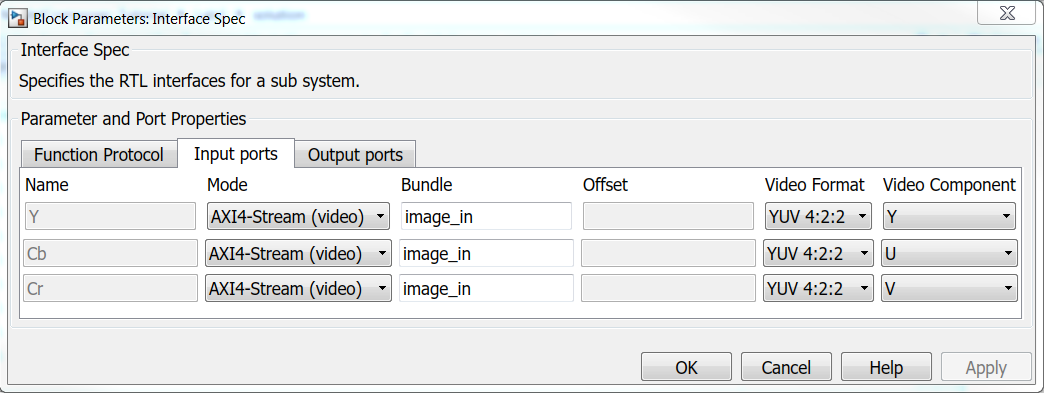 Block Parameters: Interface Spec
Interface Spec
Specifies the RTL interfaces for a sub system.
Parameter and Port Properties
Function Protocol Input ports Output ports
Name Mode Bundle Offset Video Format Video Component
Y AXI4-Stream (video) image_in YUV 4:2:2 Y
Cb AXI4-Stream (video) image_in YUV 4:2:2 U
Cr AXI4-Stream (video) image_in YUV 4:2:2 V
OK Cancel Help Apply